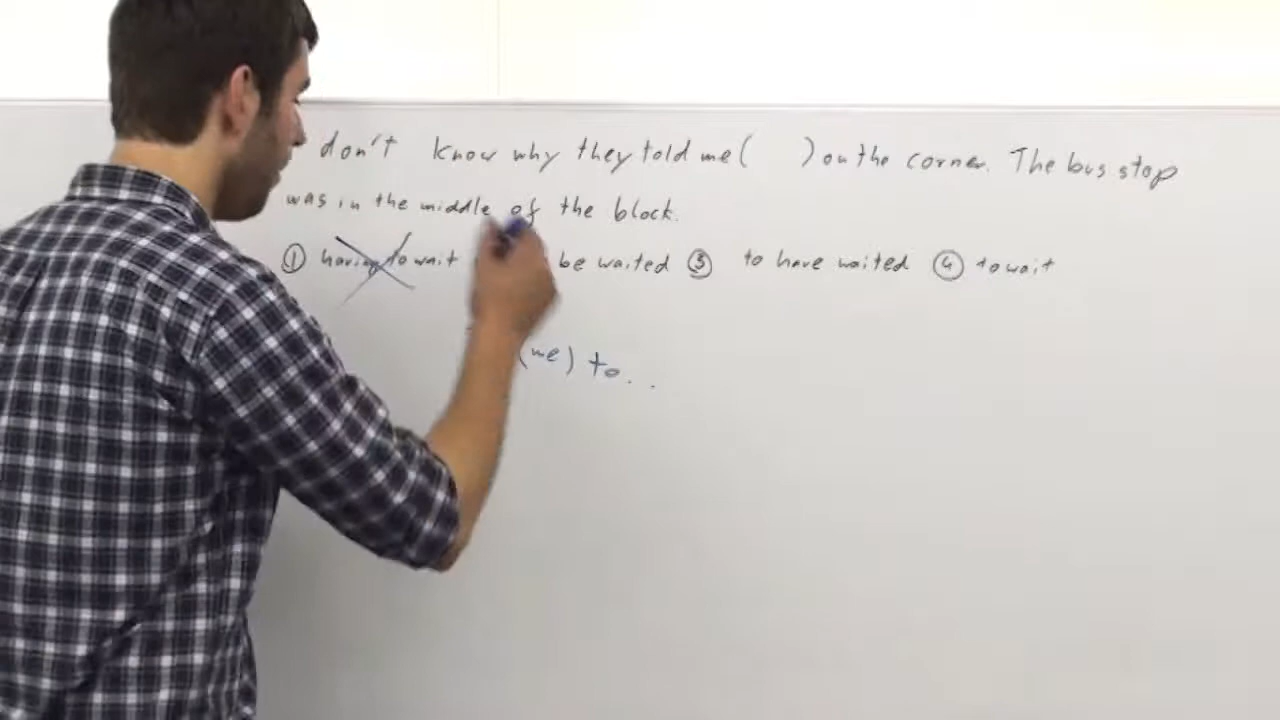 don't know why they told me ( ) on the corner. The bus stop
was in the middle of the block.
① having to wait be waited ③ to have waited ④ to wait
(me) to...